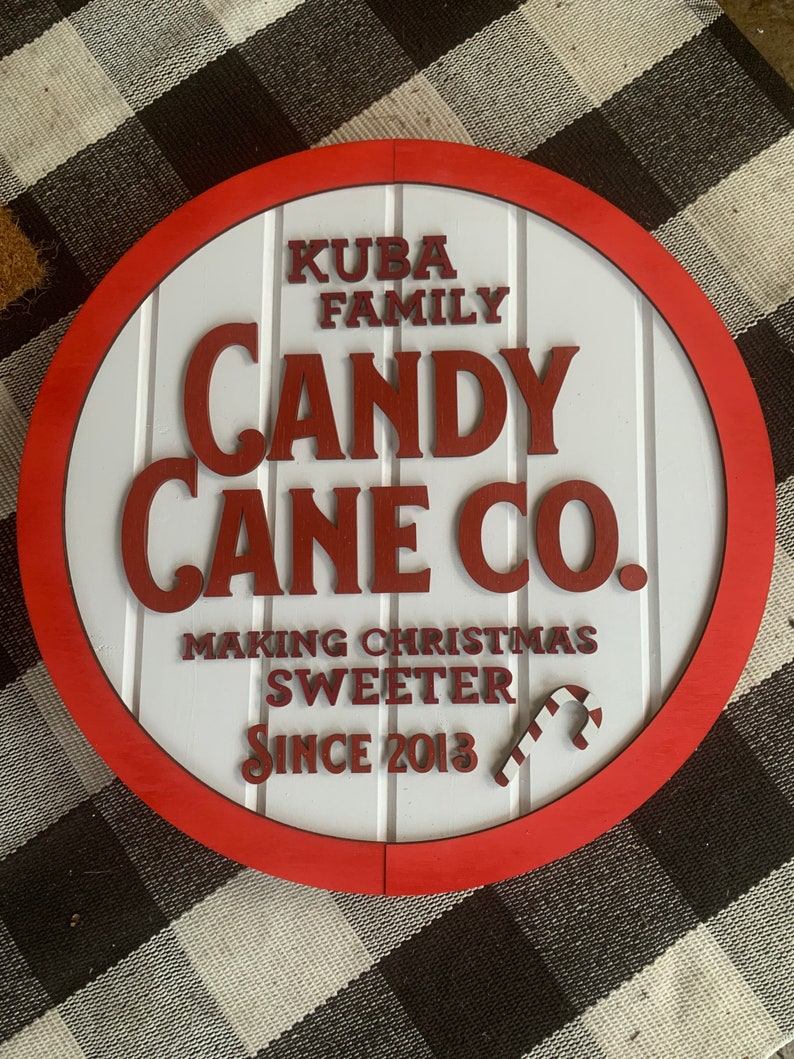 KUBA
FAMILY
CANDY
CANE CO.
MAKING CHRISTMAS
SWEETER
SINCE 2013